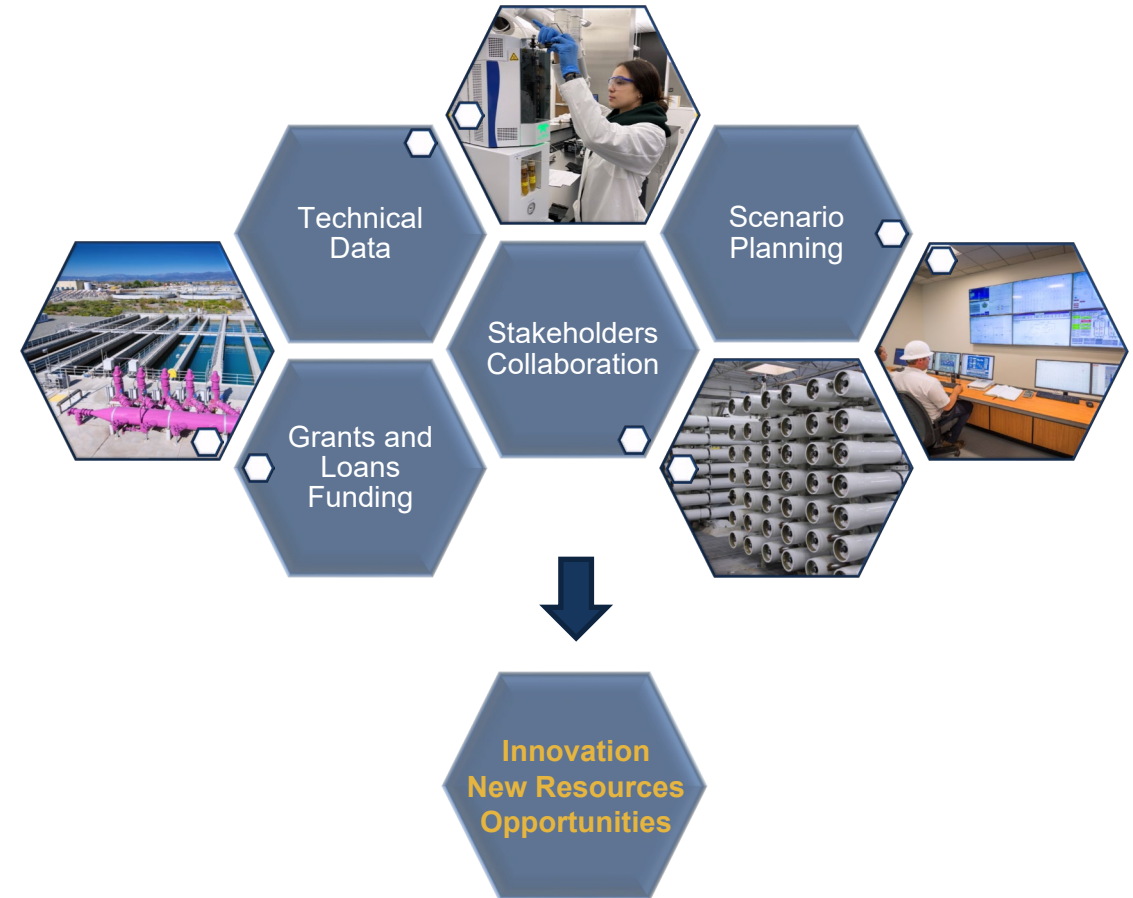 Technical
Data
Scenario
Planning
Stakeholders
Collaboration
Grants and
Loans
Funding
Innovation
New Resources
Opportunities